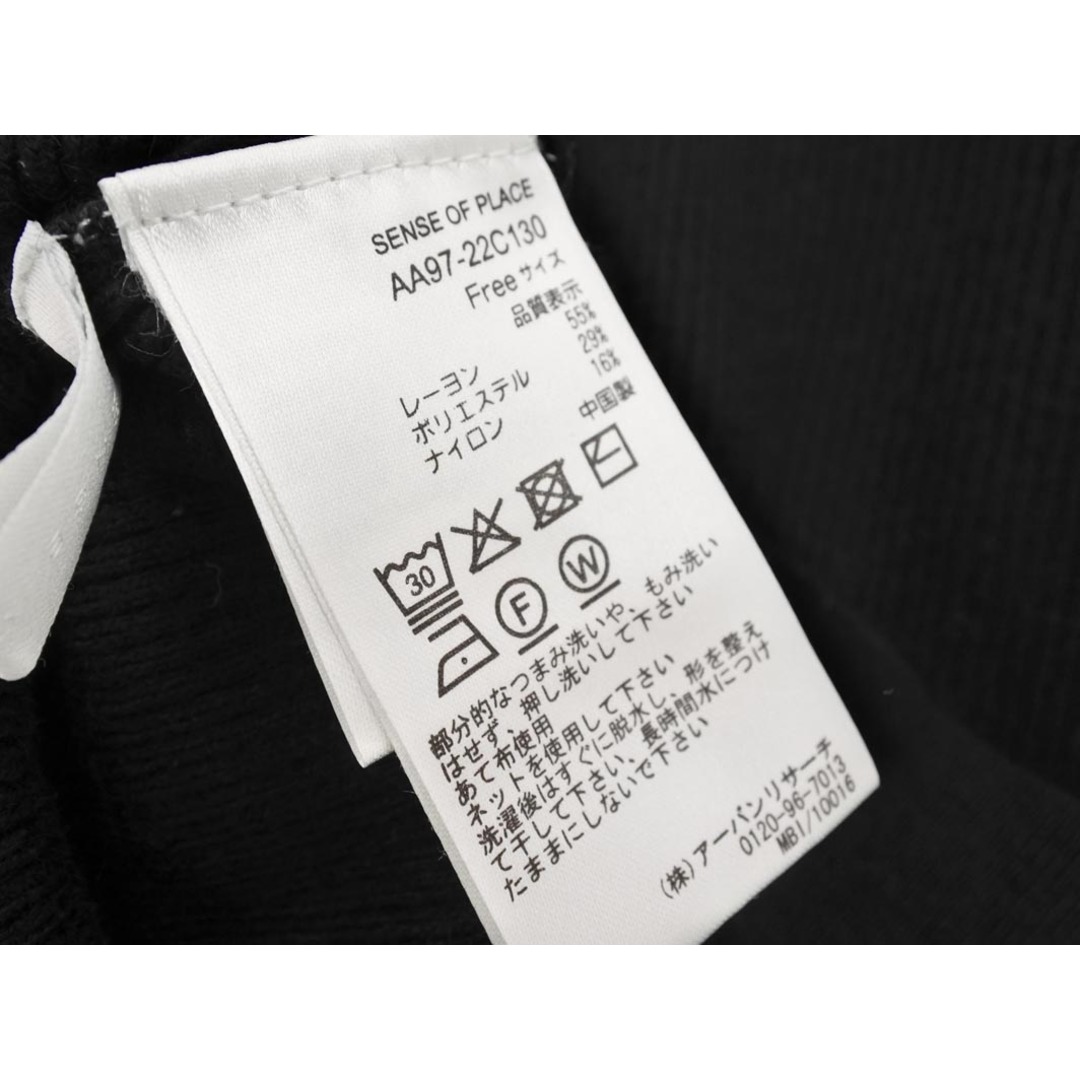 SENSE OF PLACE
AA97-22C130
Freeサイズ
品質表示
レーヨン 55%
ポリエステル 29%
ナイロン 16%
中国製
30
F W
部分的なつまみ洗いや、もみ洗い
はせず、押し洗いして下さい
あて布使用
ネットを使用して下さい
洗濯後はすぐに脱水し、形を整え
て干して下さい、長時間水につけ
たままにしないで下さい
(株)アーバンリサーチ
0120-96-7013
MB1/10016